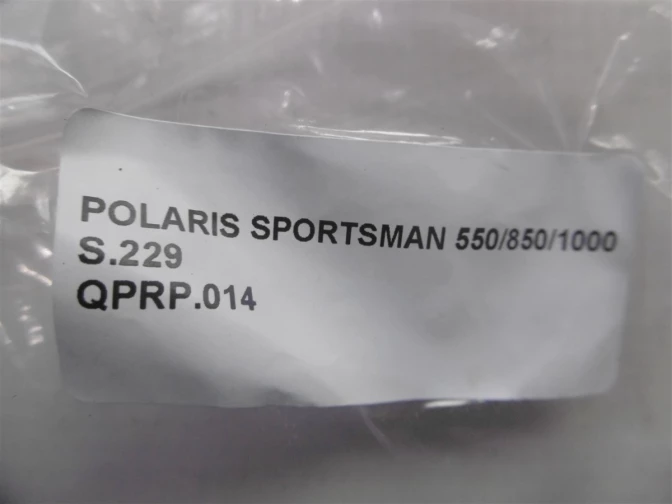 POLARIS SPORTSMAN 550/850/1000
S.229
QPRP.014